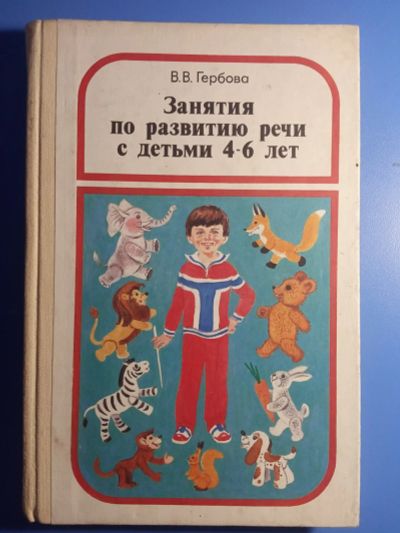 В.В. Гербова
Занятия
по развитию речи
с детьми 4-6 лет